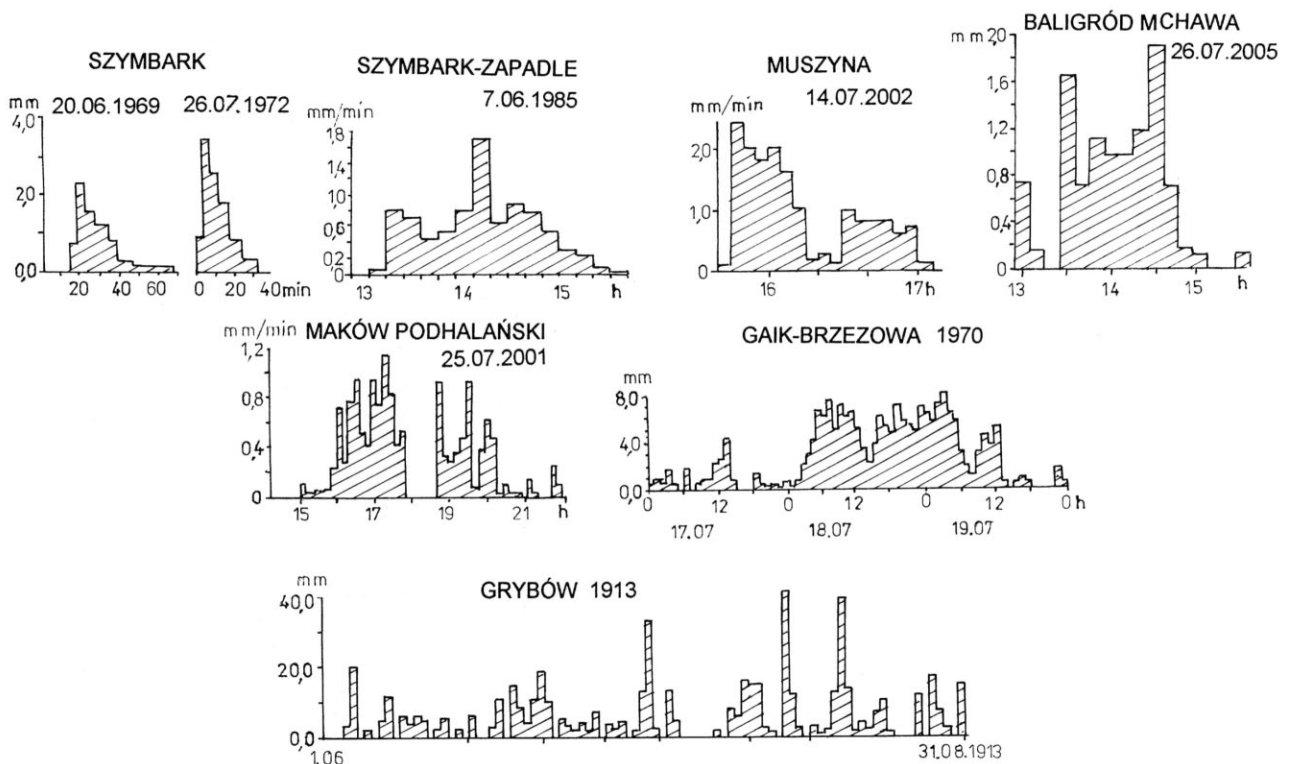 SZYMBARK
20.06.1969 26.07.1972
mm
4,0
2,0
0,0
20 40 60
0 20 40min
SZYMBARK-ZAPADLE
7.06.1985
mm/min
1,8
1,4
1,0
0,6
0,2
0
13 14 15 h
MUSZYNA
14.07.2002
mm/min
2,0
1,0
0
16 17h
BALIGRÓD MCHAWA
26.07.2005
mm 2,0
1,6
1,2
0,8
0,4
0
13 14 15 h
MAKÓW PODHALAŃSKI
25.07.2001
mm/min
1,2
0,8
0,4
0
15 17 19 21 h
GAIK-BRZEZOWA 1970
mm
8,0
4,0
0,0
0 12 0 12 0 12 0h
17.07 18.07 19.07
GRYBÓW 1913
mm
40,0
20,0
0,0
1.06 31.08.1913